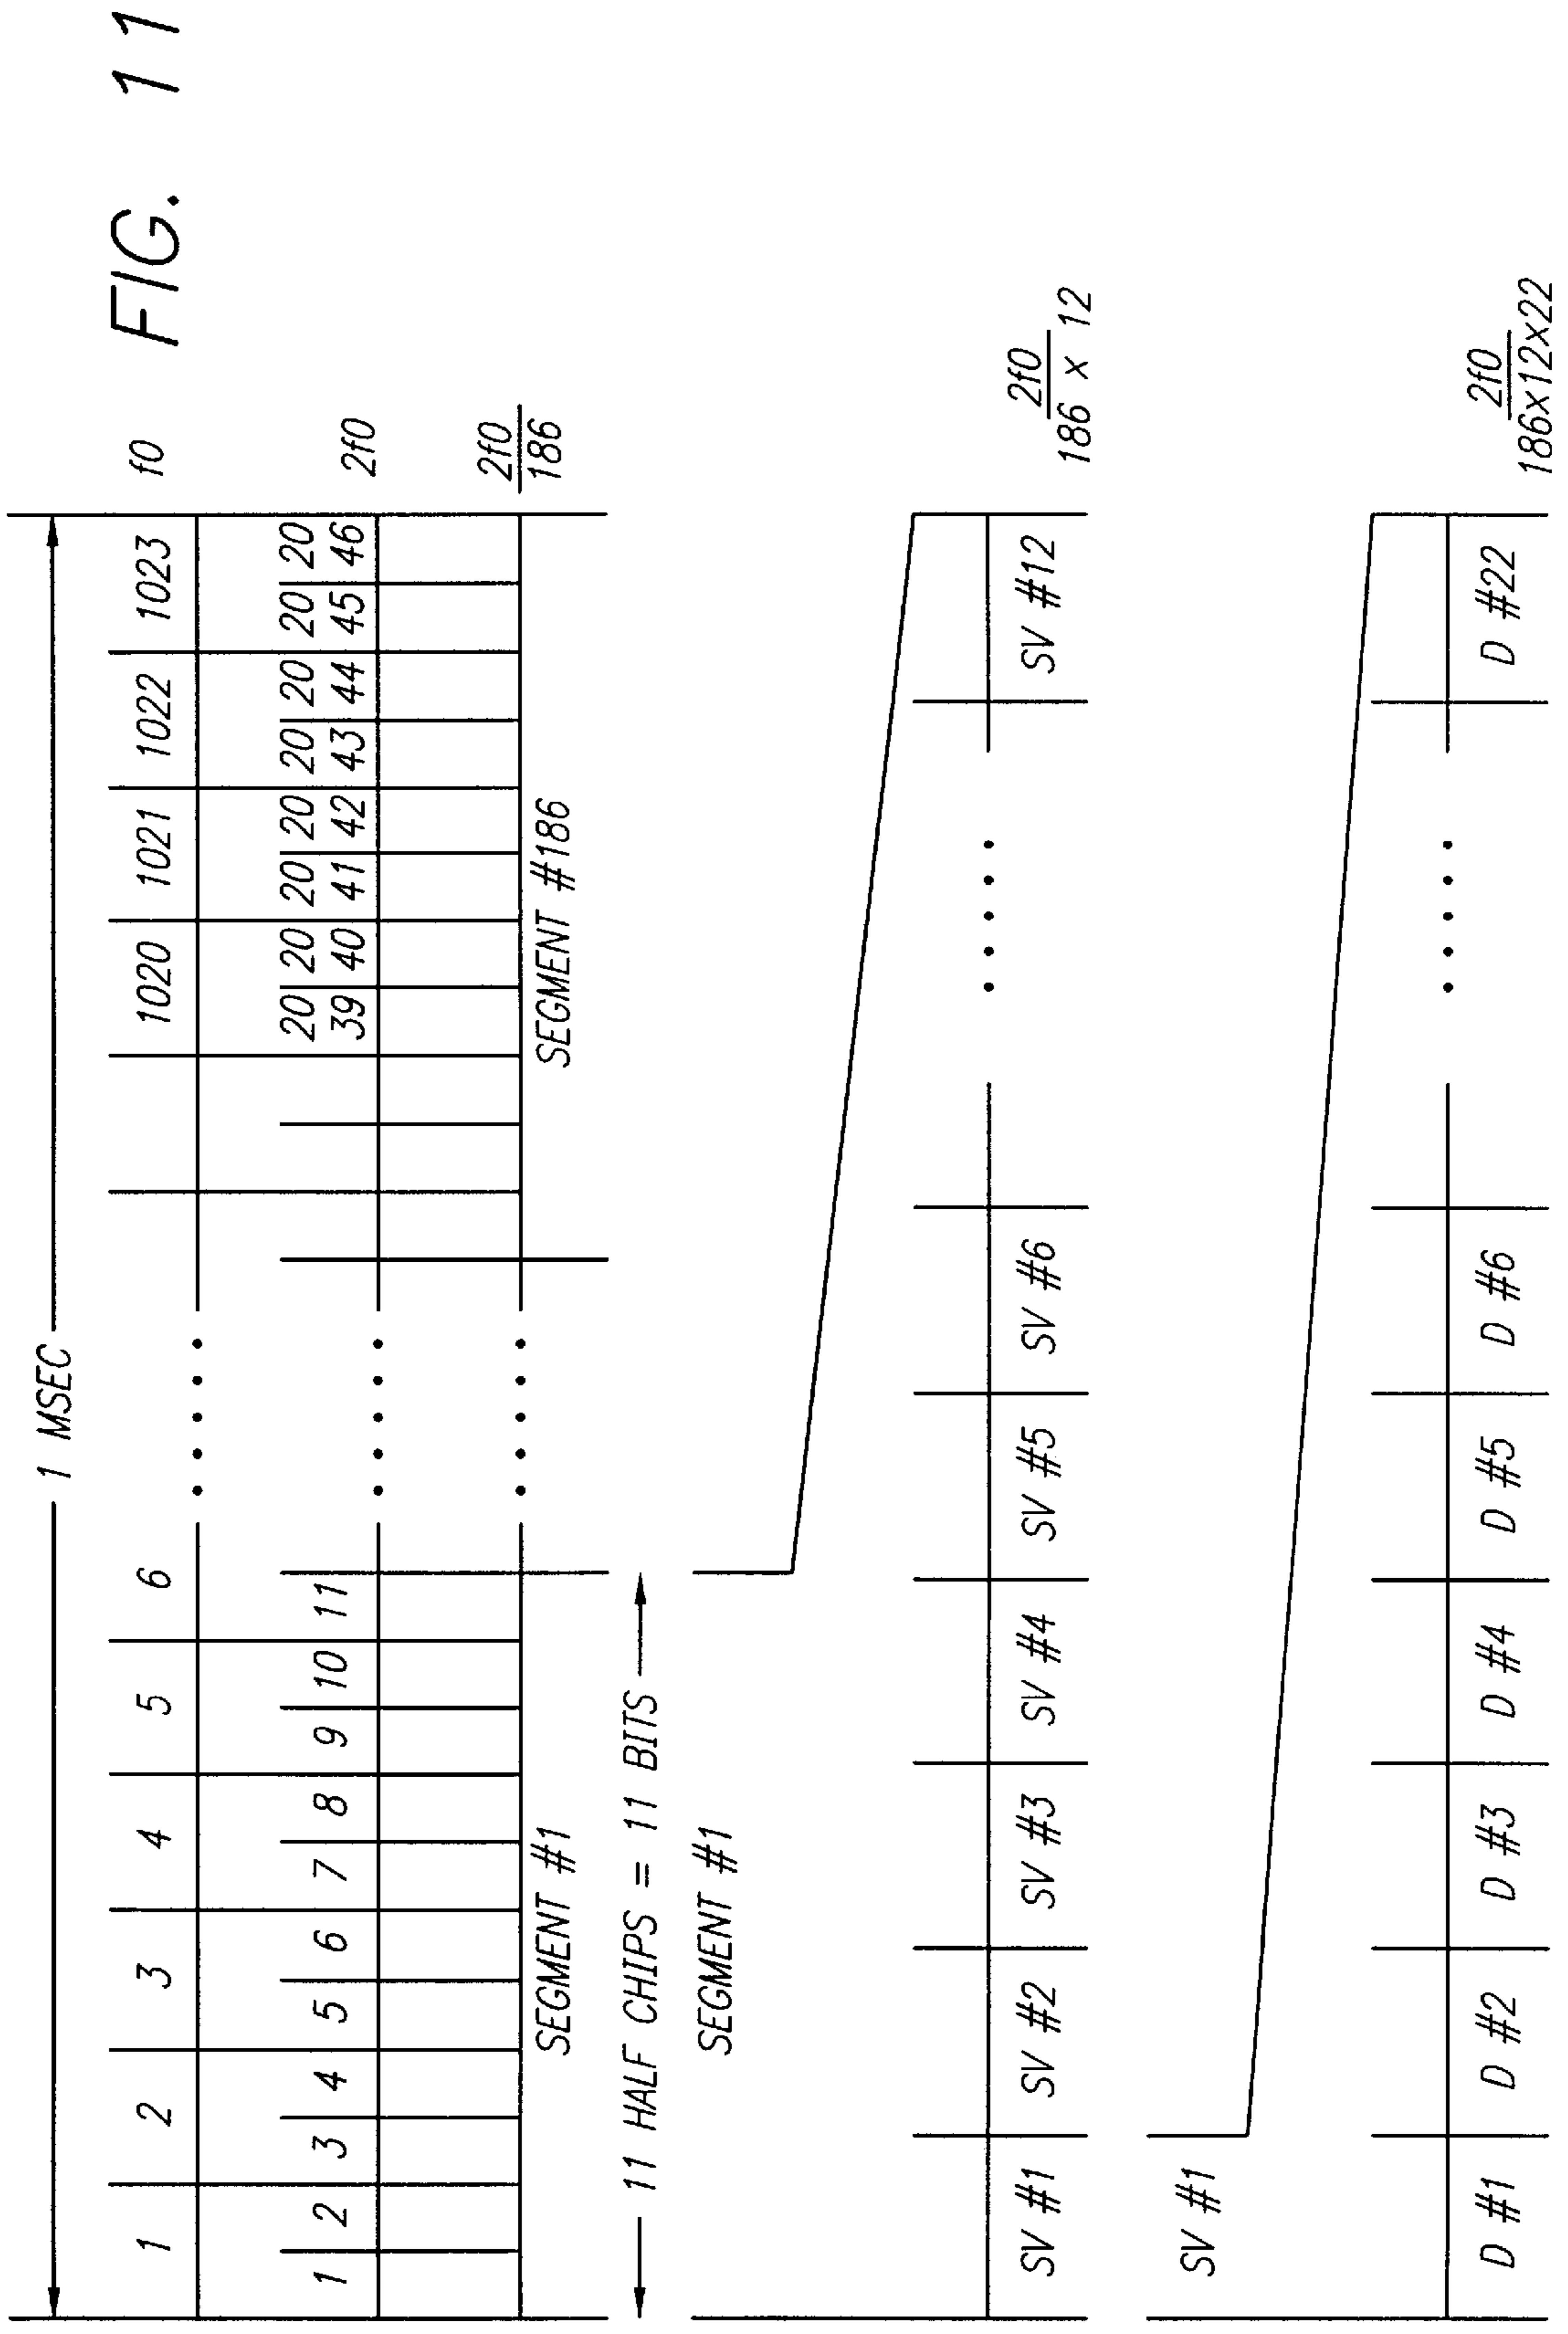 FIG. 11
1 MSEC
1 2 3 4 5 6 1020 1021 1022 1023 f0
20 20 20 20 20 20 20 20
1 2 3 4 5 6 7 8 9 10 11 39 40 41 42 43 44 45 46 2f0
2f0
186
SEGMENT #1 SEGMENT #186
11 HALF CHIPS = 11 BITS
SEGMENT #1
2f0
186 x 12
SV #1 SV #2 SV #3 SV #4 SV #5 SV #6 ..... SV #12
SV #1
2f0
186x12x22
D #1 D #2 D #3 D #4 D #5 D #6 ..... D #22